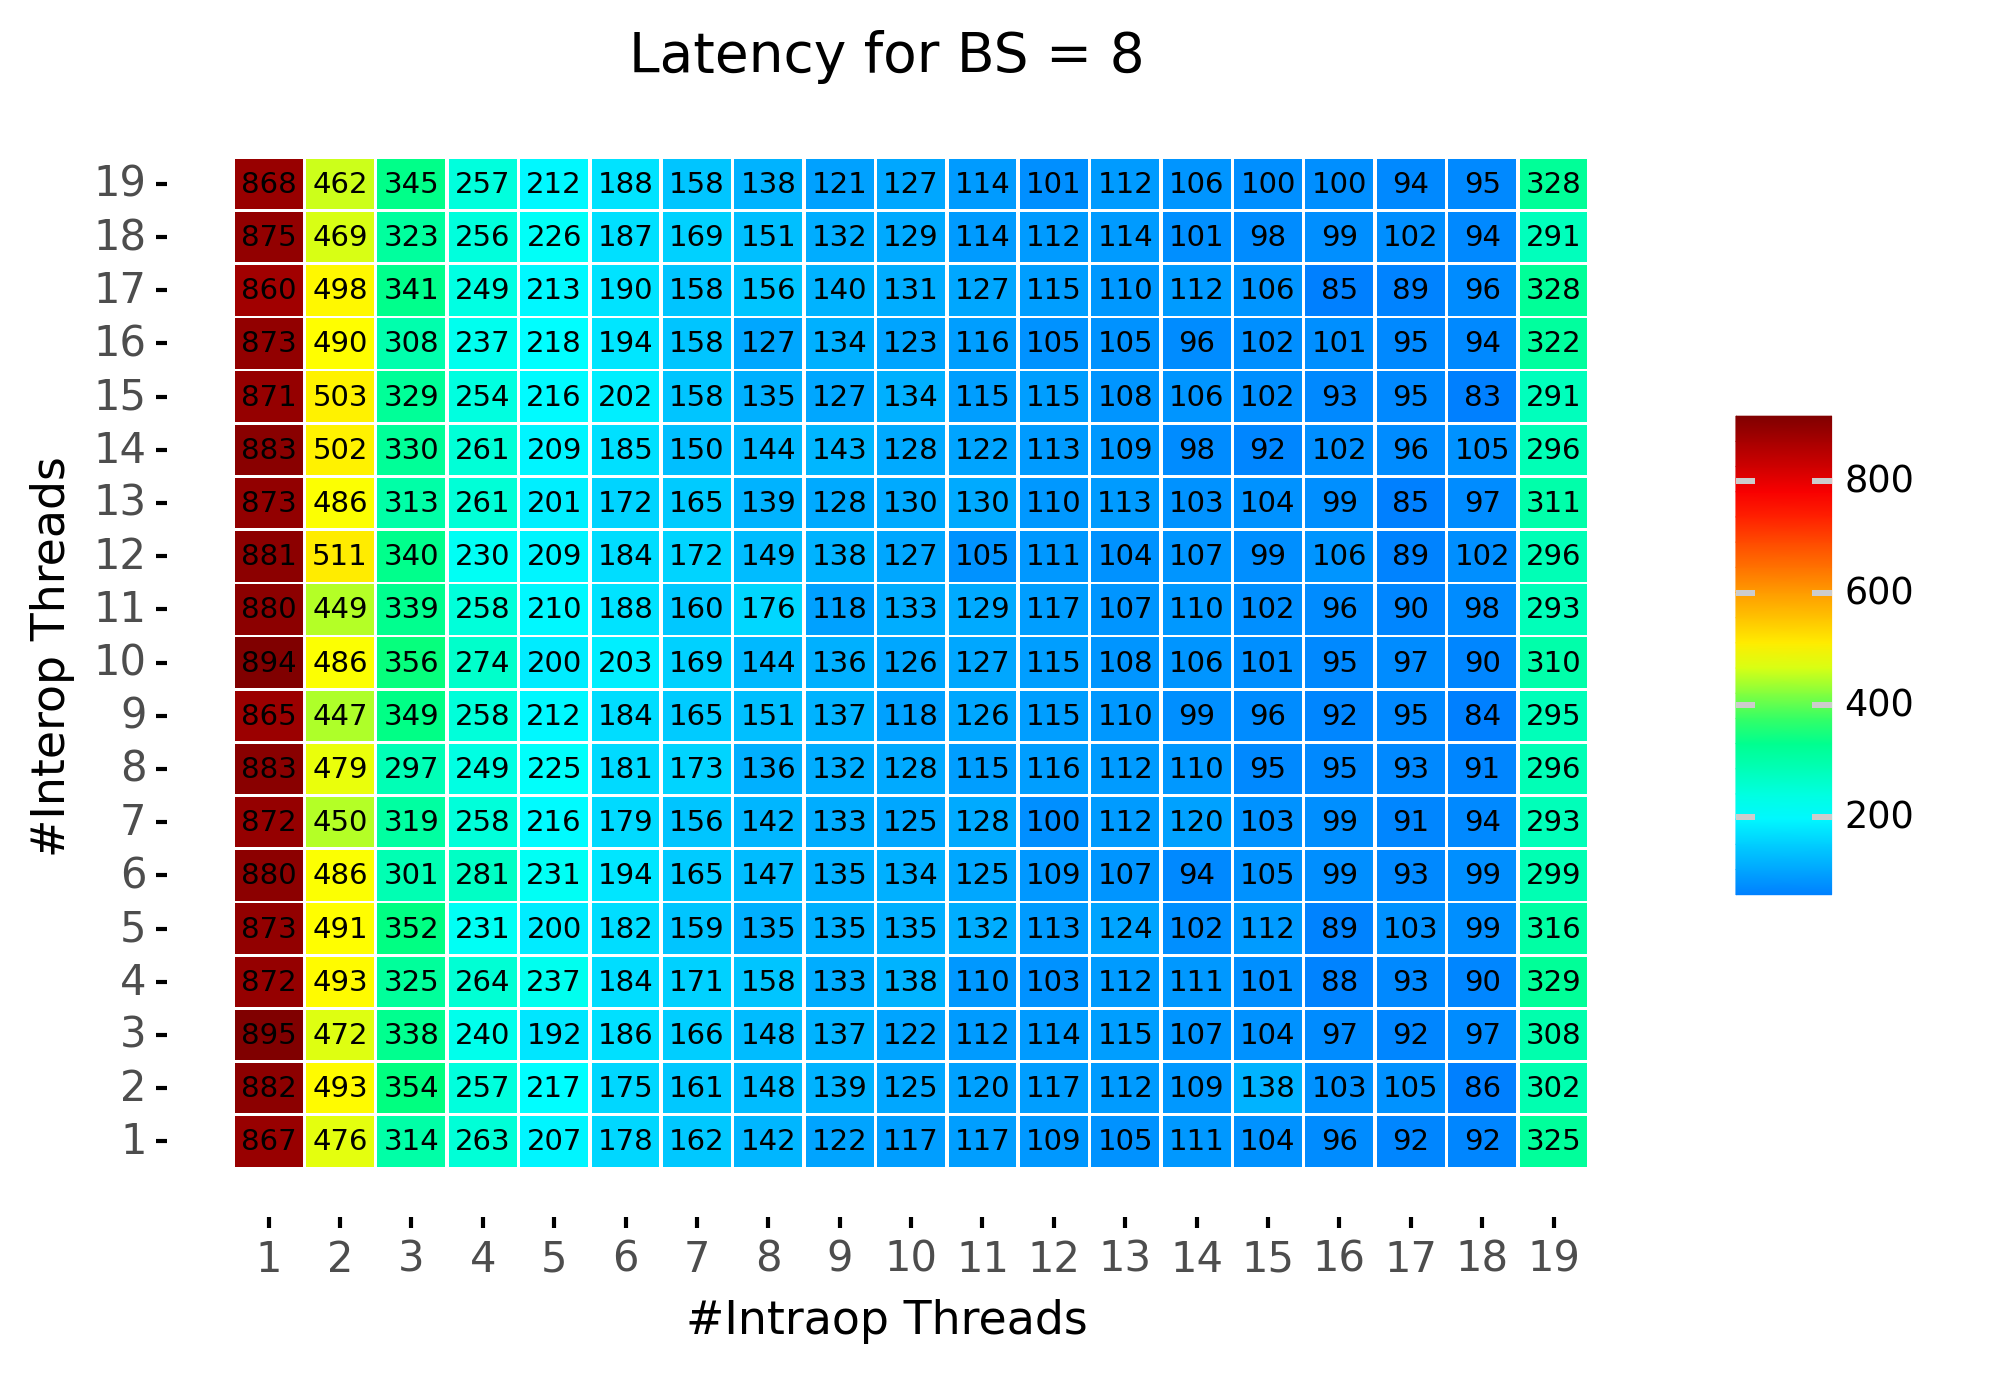 Latency for BS = 8
19 868 462 345 257 212 188 158 138 121 127 114 101 112 106 100 100 94 95 328
18 875 469 323 256 226 187 169 151 132 129 114 112 114 101 98 99 102 94 291
17 860 498 341 249 213 190 158 156 140 131 127 115 110 112 106 85 89 96 328
16 873 490 308 237 218 194 158 127 134 123 116 105 105 96 102 101 95 94 322
15 871 503 329 254 216 202 158 135 127 134 115 115 108 106 102 93 95 83 291
14 883 502 330 261 209 185 150 144 143 128 122 113 109 98 92 102 96 105 296
13 873 486 313 261 201 172 165 139 128 130 130 110 113 103 104 99 85 97 311
12 881 511 340 230 209 184 172 149 138 127 105 111 104 107 99 106 89 102 296
11 880 449 339 258 210 188 160 176 118 133 129 117 107 110 102 96 90 98 293
10 894 486 356 274 200 203 169 144 136 126 127 115 108 106 101 95 97 90 310
9 865 447 349 258 212 184 165 151 137 118 126 115 110 99 96 92 95 84 295
8 883 479 297 249 225 181 173 136 132 128 115 116 112 110 95 95 93 91 296
7 872 450 319 258 216 179 156 142 133 125 128 100 112 120 103 99 91 94 293
6 880 486 301 281 231 194 165 147 135 134 125 109 107 94 105 99 93 99 299
5 873 491 352 231 200 182 159 135 135 135 132 113 124 102 112 89 103 99 316
4 872 493 325 264 237 184 171 158 133 138 110 103 112 111 101 88 93 90 329
3 895 472 338 240 192 186 166 148 137 122 112 114 115 107 104 97 92 97 308
2 882 493 354 257 217 175 161 148 139 125 120 117 112 109 138 103 105 86 302
1 867 476 314 263 207 178 162 142 122 117 117 109 105 111 104 96 92 92 325
1 2 3 4 5 6 7 8 9 10 11 12 13 14 15 16 17 18 19
#Intraop Threads
#Interop Threads
800
600
400
200